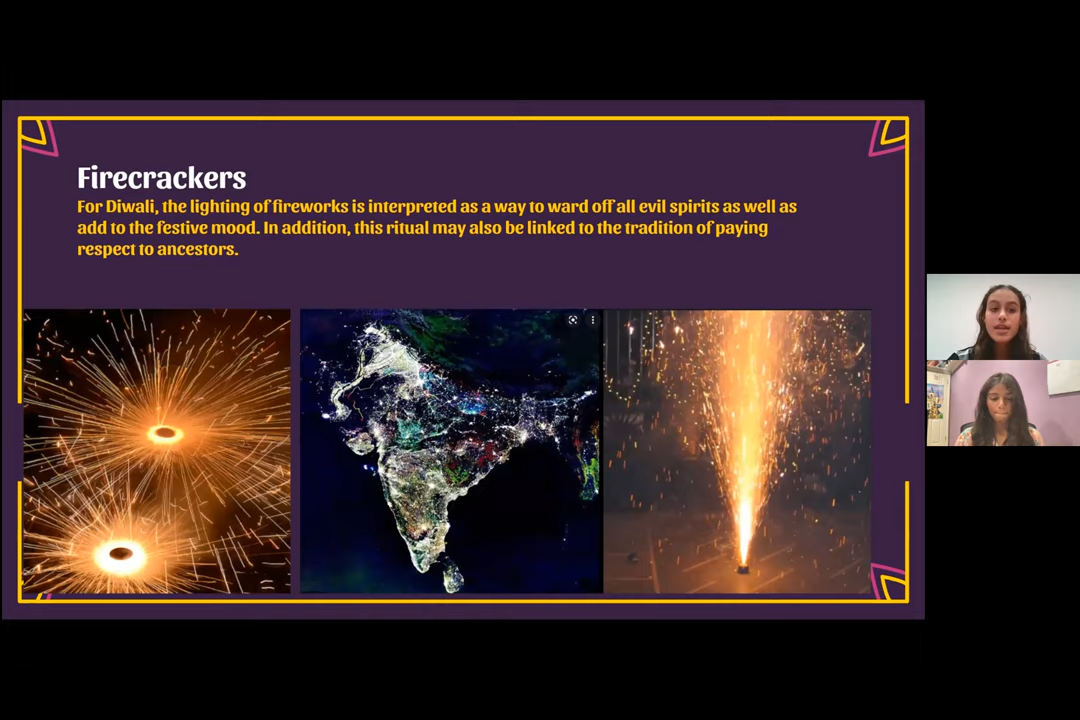 Firecrackers
For Diwali, the lighting of fireworks is interpreted as a way to ward off all evil spirits as well as
add to the festive mood. In addition, this ritual may also be linked to the tradition of paying
respect to ancestors.